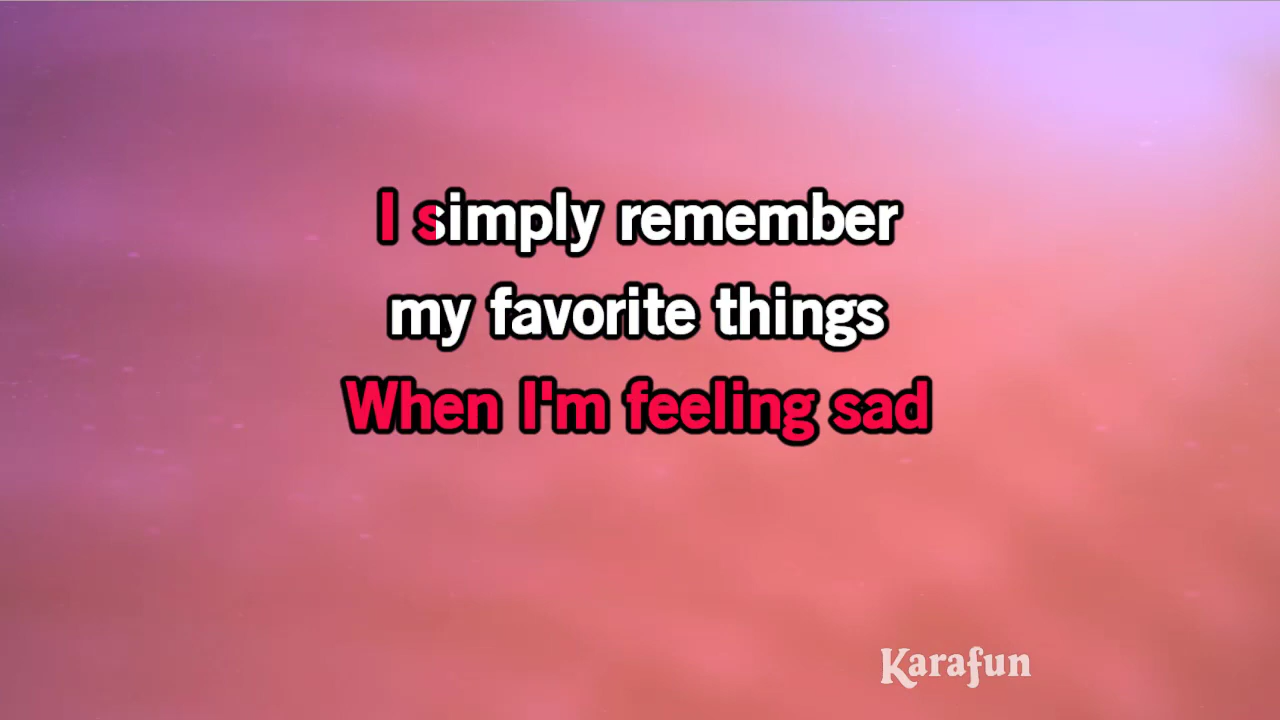 I simply remember
my favorite things
When I'm feeling sad
Karafun